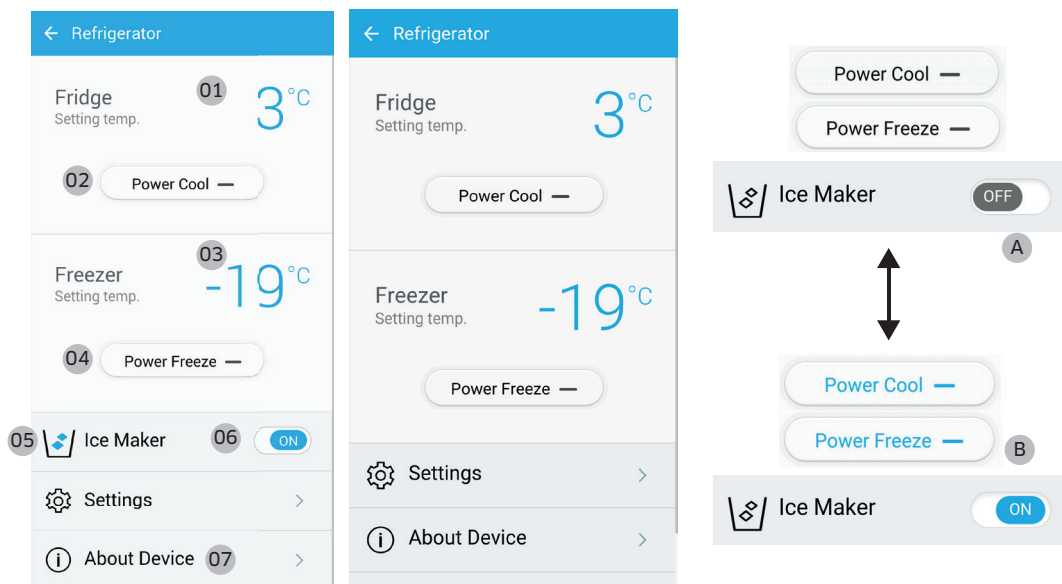 Refrigerator
01
Fridge
3°C
Setting temp.
02
Power Cool
03
Freezer
-19°C
Setting temp.
04
Power Freeze
05
Ice Maker
06
ON
Settings
About Device
07
Refrigerator
Fridge
3°C
Setting temp.
Power Cool
Freezer
-19°C
Setting temp.
Power Freeze
Settings
About Device
Power Cool
Power Freeze
Ice Maker
OFF
A
Power Cool
Power Freeze
B
Ice Maker
ON